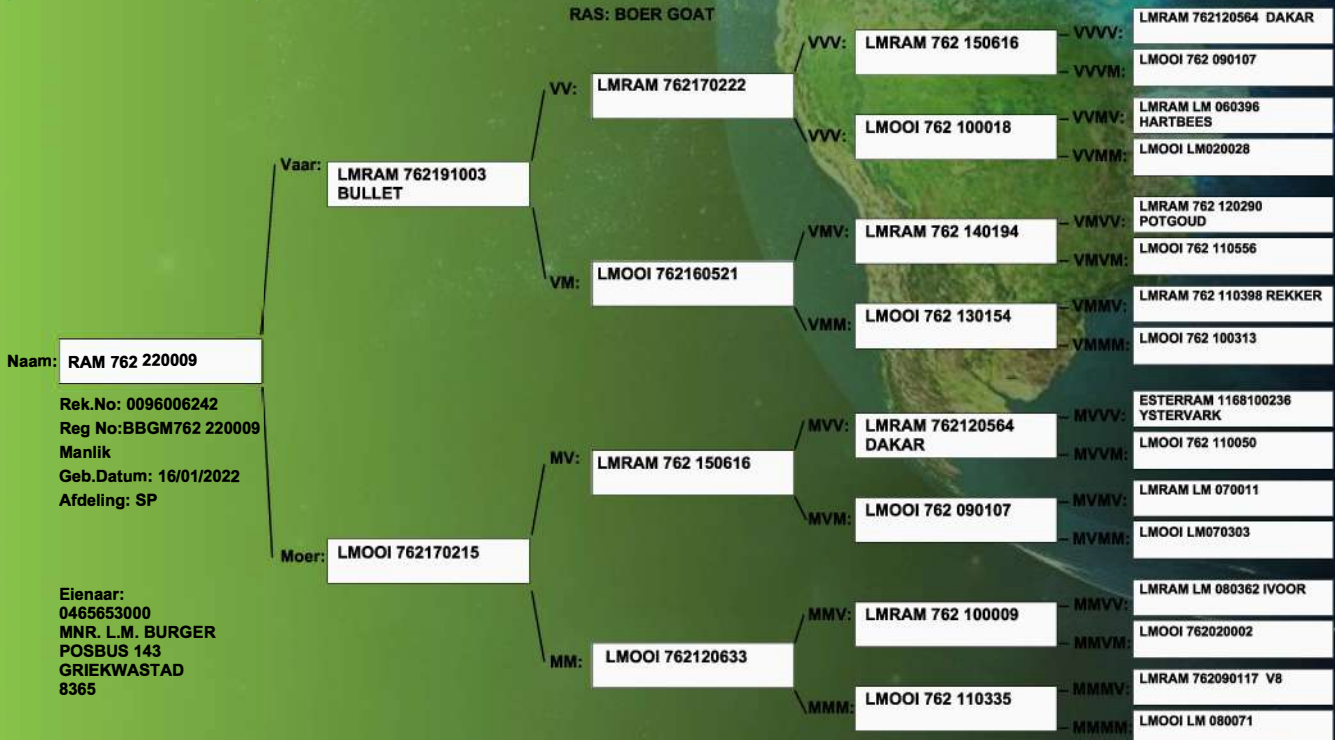 RAS: BOER GOAT
Naam:
RAM 762 220009
Rek.No: 0096006242
Reg No:BBGM762 220009
Manlik
Geb.Datum: 16/01/2022
Afdeling: SP
Eienaar:
0465653000
MNR. L.M. BURGER
POSBUS 143
GRIEKWASTAD
8365
Vaar:
LMRAM 762191003
BULLET
Moer:
LMOOI 762170215
VV:
LMRAM 762170222
VM:
LMOOI 762160521
MV:
LMRAM 762 150616
MM:
LMOOI 762120633
VVV:
LMRAM 762 150616
VVV:
LMOOI 762 100018
VMV:
LMRAM 762 140194
VMM:
LMOOI 762 130154
MVV:
LMRAM 762120564
DAKAR
MVM:
LMOOI 762 090107
MMV:
LMRAM 762 100009
MMM:
LMOOI 762 110335
VVVV:
LMRAM 762120564 DAKAR
VVVM:
LMOOI 762 090107
VVMV:
LMRAM LM 060396
HARTBEES
VVMM:
LMOOI LM020028
VMVV:
LMRAM 762 120290
POTGOUD
VMVM:
LMOOI 762 110556
VMMV:
LMRAM 762 110398 REKKER
VMMM:
LMOOI 762 100313
MVVV:
ESTERRAM 1168100236
YSTERVARK
MVVM:
LMOOI 762 110050
MVMV:
LMRAM LM 070011
MVMM:
LMOOI LM070303
MMVV:
LMRAM LM 080362 IVOOR
MMVM:
LMOOI 762020002
MMMV:
LMRAM 762090117 V8
MMMM:
LMOOI LM 080071